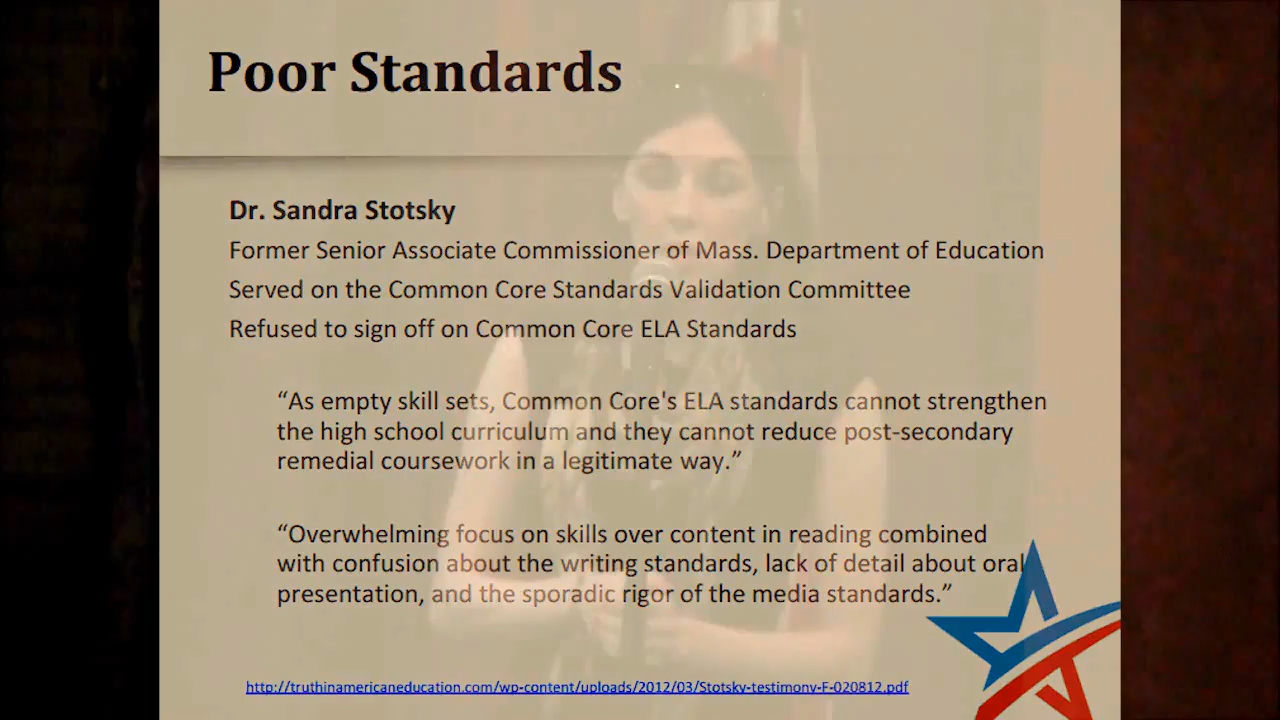 Poor Standards
Dr. Sandra Stotsky
Former Senior Associate Commissioner of Mass. Department of Education
Served on the Common Core Standards Validation Committee
Refused to sign off on Common Core ELA Standards
“As empty skill sets, Common Core's ELA standards cannot strengthen
the high school curriculum and they cannot reduce post-secondary
remedial coursework in a legitimate way.”
“Overwhelming focus on skills over content in reading combined
with confusion about the writing standards, lack of detail about oral
presentation, and the sporadic rigor of the media standards.”
http://truthinamericaneducation.com/wp-content/uploads/2012/03/Stotsky-testimony-F-020812.pdf